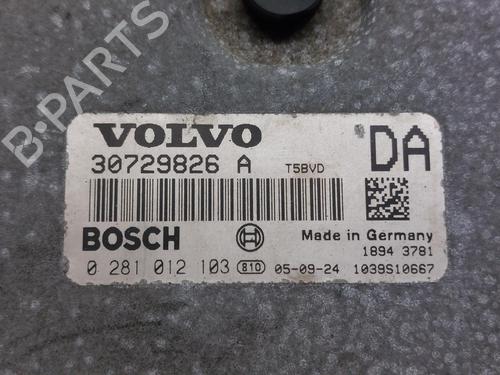 B-PARTS
VOLVO
30729826 A T5BVD
DA
BOSCH
Made in Germany
1894 3781
0 281 012 103 810 05-09-24 1039S10667